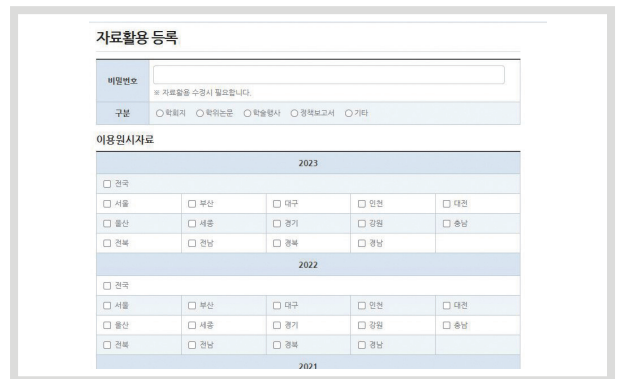 자료활용 등록
비밀번호
※ 자료활용 수정시 필요합니다.
구분 학회지 학위논문 학술행사 정책보고서 기타
이용원시자료
2023
전국
서울 부산 대구 인천 대전
울산 세종 경기 강원 충남
전북 전남 경북 경남
2022
전국
서울 부산 대구 인천 대전
울산 세종 경기 강원 충남
전북 전남 경북 경남
2021